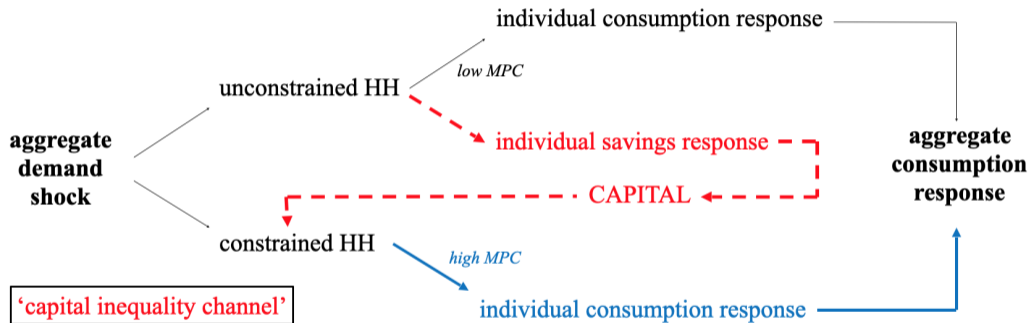 individual consumption response
low MPC
unconstrained HH
aggregate
demand
shock
individual savings response
aggregate
consumption
response
CAPITAL
constrained HH
high MPC
‘capital inequality channel’
individual consumption response